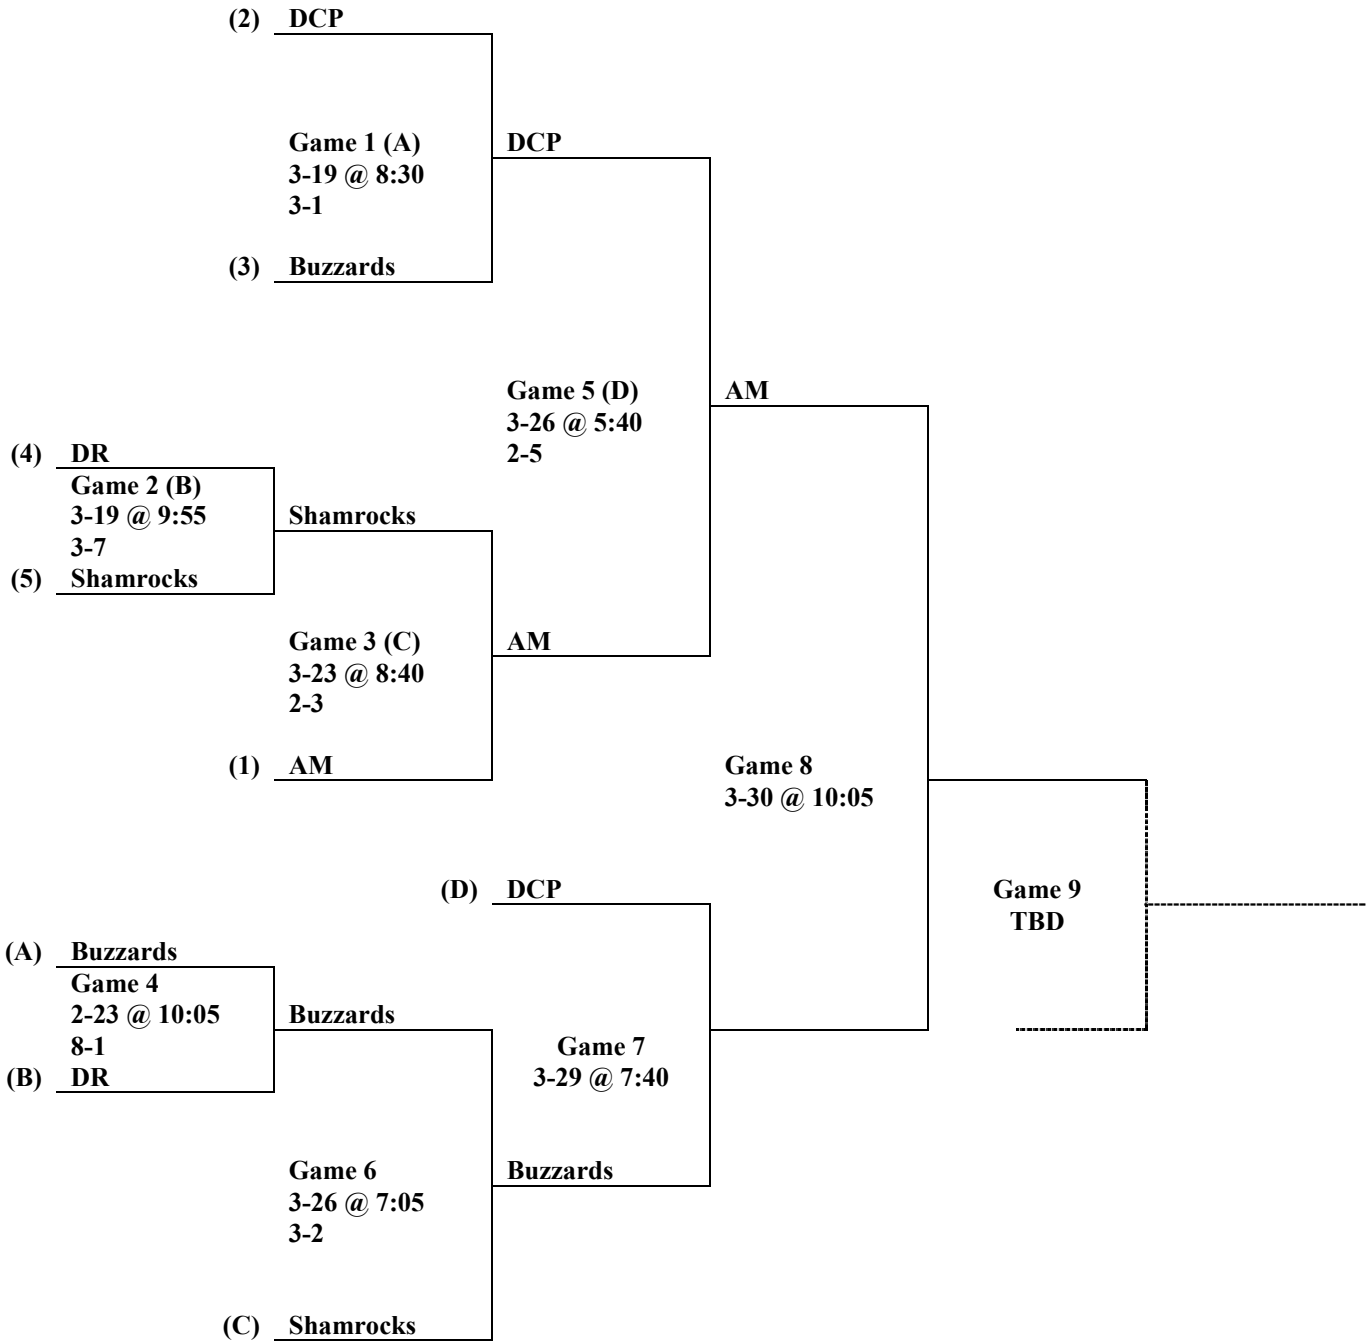 (2) DCP
Game 1 (A)
3-19 @ 8:30
3-1
DCP
(3) Buzzards
Game 5 (D)
3-26 @ 5:40
2-5
AM
(4) DR
Game 2 (B)
3-19 @ 9:55
3-7
Shamrocks
(5) Shamrocks
Game 3 (C)
3-23 @ 8:40
2-3
AM
(1) AM
Game 8
3-30 @ 10:05
(D) DCP
Game 9
TBD
(A) Buzzards
Game 4
2-23 @ 10:05
8-1
Buzzards
(B) DR
Game 7
3-29 @ 7:40
Game 6
3-26 @ 7:05
3-2
Buzzards
(C) Shamrocks